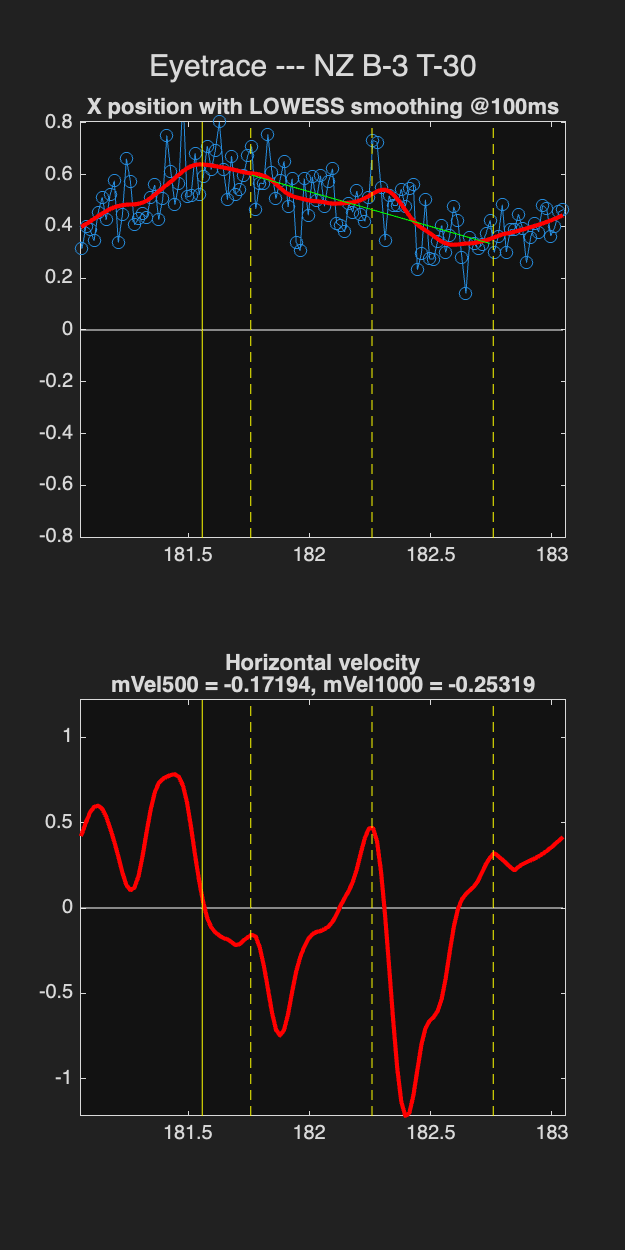 Eyetrace --- NZ B-3 T-30
X position with LOWESS smoothing @100ms
0.8
0.6
0.4
0.2
0
-0.2
-0.4
-0.6
-0.8
181.5 182 182.5 183
Horizontal velocity
mVel500 = -0.17194, mVel1000 = -0.25319
1
0.5
0
-0.5
-1
181.5 182 182.5 183